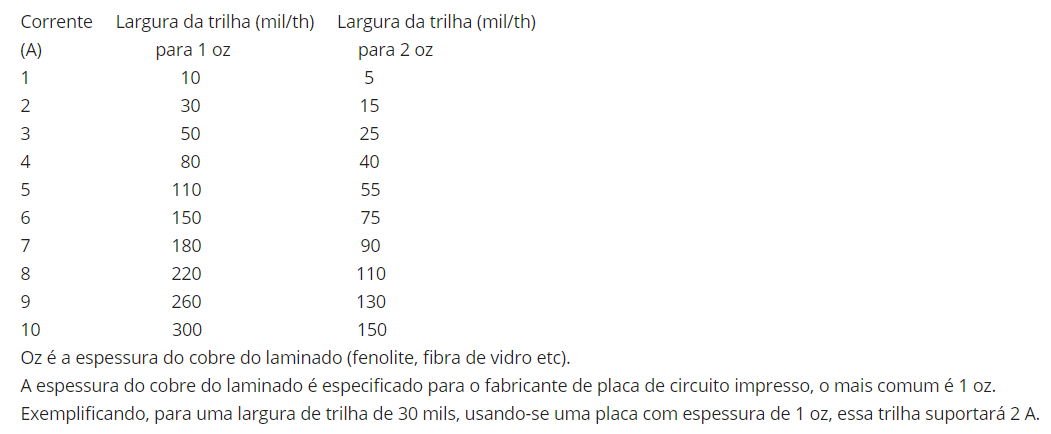 Corrente Largura da trilha (mil/th) Largura da trilha (mil/th)
(A) para 1 oz para 2 oz
1 10 5
2 30 15
3 50 25
4 80 40
5 110 55
6 150 75
7 180 90
8 220 110
9 260 130
10 300 150
Oz é a espessura do cobre do laminado (fenolite, fibra de vidro etc).
A espessura do cobre do laminado é especificado para o fabricante de placa de circuito impresso, o mais comum é 1 oz.
Exemplificando, para uma largura de trilha de 30 mils, usando-se uma placa com espessura de 1 oz, essa trilha suportará 2 A.